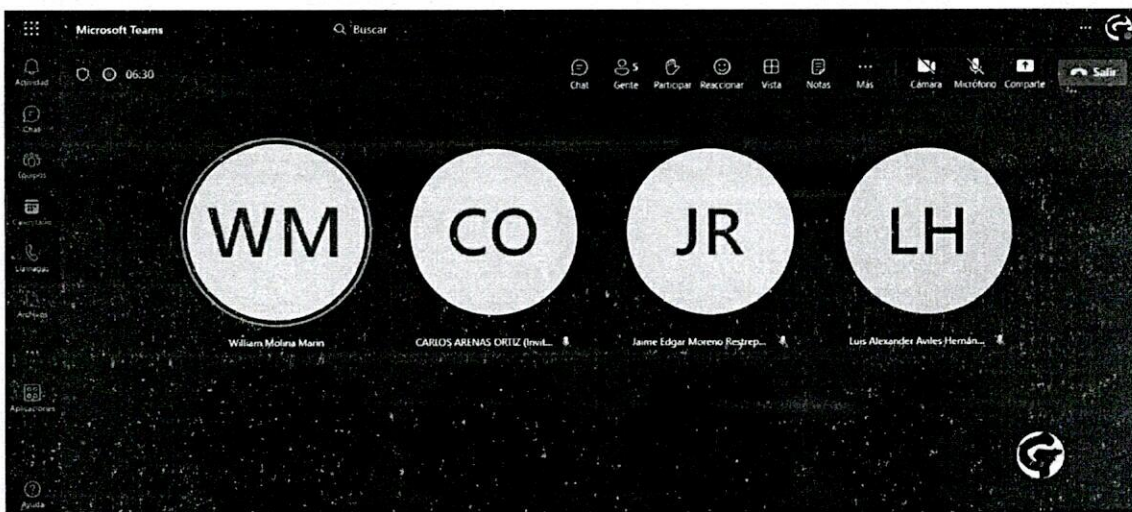 Microsoft Teams
Buscar
06:30
5
Chat
Gente
Participar
Reaccionar
Vista
Notas
Más
Cámara
Micrófono
Comparte
Salir
Actividad
Chat
Equipos
Calendario
Llamadas
Archivos
Aplicaciones
Ayuda
WM
CO
JR
LH
William Molina Marin
CARLOS ARENAS ORTIZ (Invit...
Jaime Edgar Moreno Restrep...
Luis Alexander Aviles Hernán...